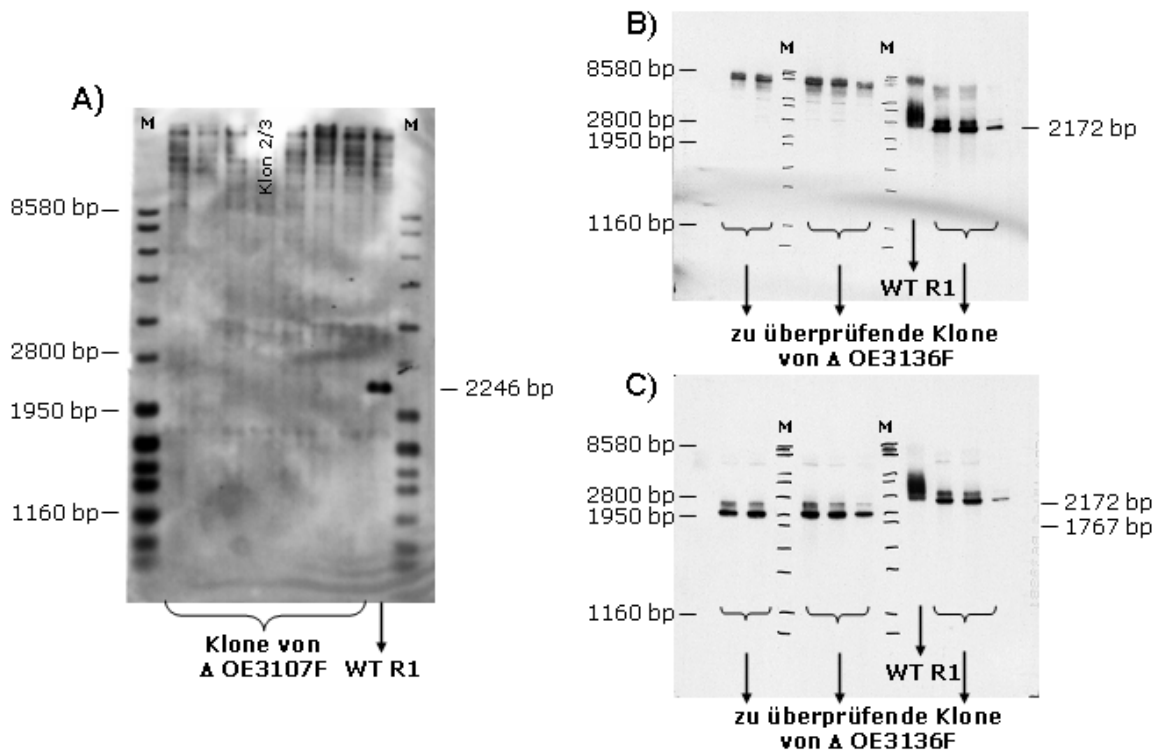 A)
M
Klon 2/3
M
8580 bp
2800 bp
2246 bp
1950 bp
1160 bp
Klone von
Δ OE3107F
WT R1
B)
M
M
8580 bp
2800 bp
2172 bp
1950 bp
1160 bp
WT R1
zu überprüfende Klone
von Δ OE3136F
C)
M
M
8580 bp
2800 bp
2172 bp
1950 bp
1767 bp
1160 bp
WT R1
zu überprüfende Klone
von Δ OE3136F